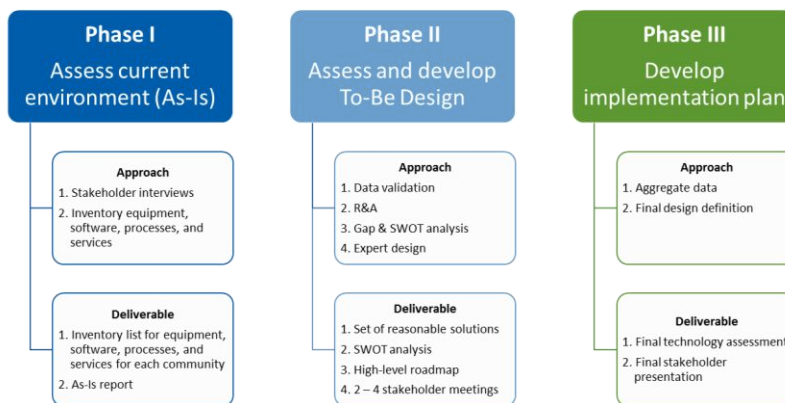 Phase I
Assess current
environment (As-Is)
Approach
1. Stakeholder interviews
2. Inventory equipment,
software, processes, and
services
Deliverable
1. Inventory list for equipment,
software, processes, and
services for each community
2. As-Is report
Phase II
Assess and develop
To-Be Design
Approach
1. Data validation
2. R&A
3. Gap & SWOT analysis
4. Expert design
Deliverable
1. Set of reasonable solutions
2. SWOT analysis
3. High-level roadmap
4. 2 – 4 stakeholder meetings
Phase III
Develop
implementation plan
Approach
1. Aggregate data
2. Final design definition
Deliverable
1. Final technology assessment
2. Final stakeholder
presentation